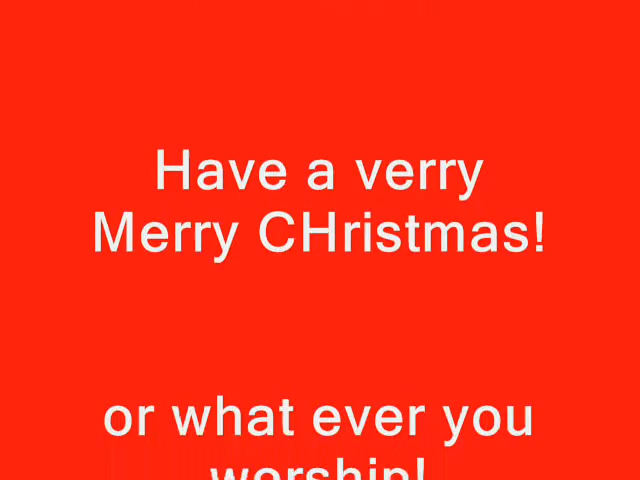 Have a verry
Merry CHristmas!
or what ever you
worship!